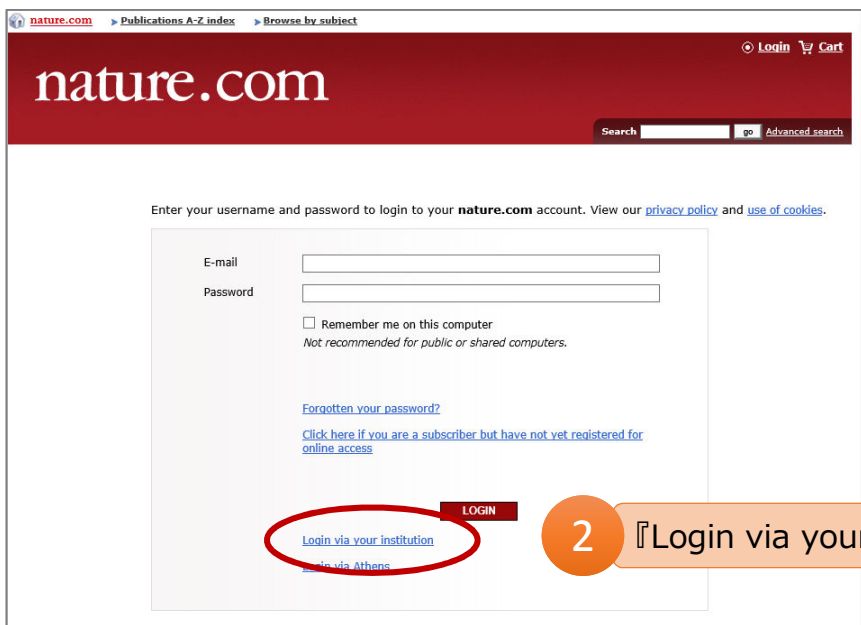 nature.com Publications A-Z index Browse by subject
Login Cart
nature.com
Search go Advanced search
Enter your username and password to login to your nature.com account. View our privacy policy and use of cookies.
E-mail
Password
Remember me on this computer
Not recommended for public or shared computers.
Forgotten your password?
Click here if you are a subscriber but have not yet registered for
online access
LOGIN
Login via your institution
2 『Login via your
Login via Athens